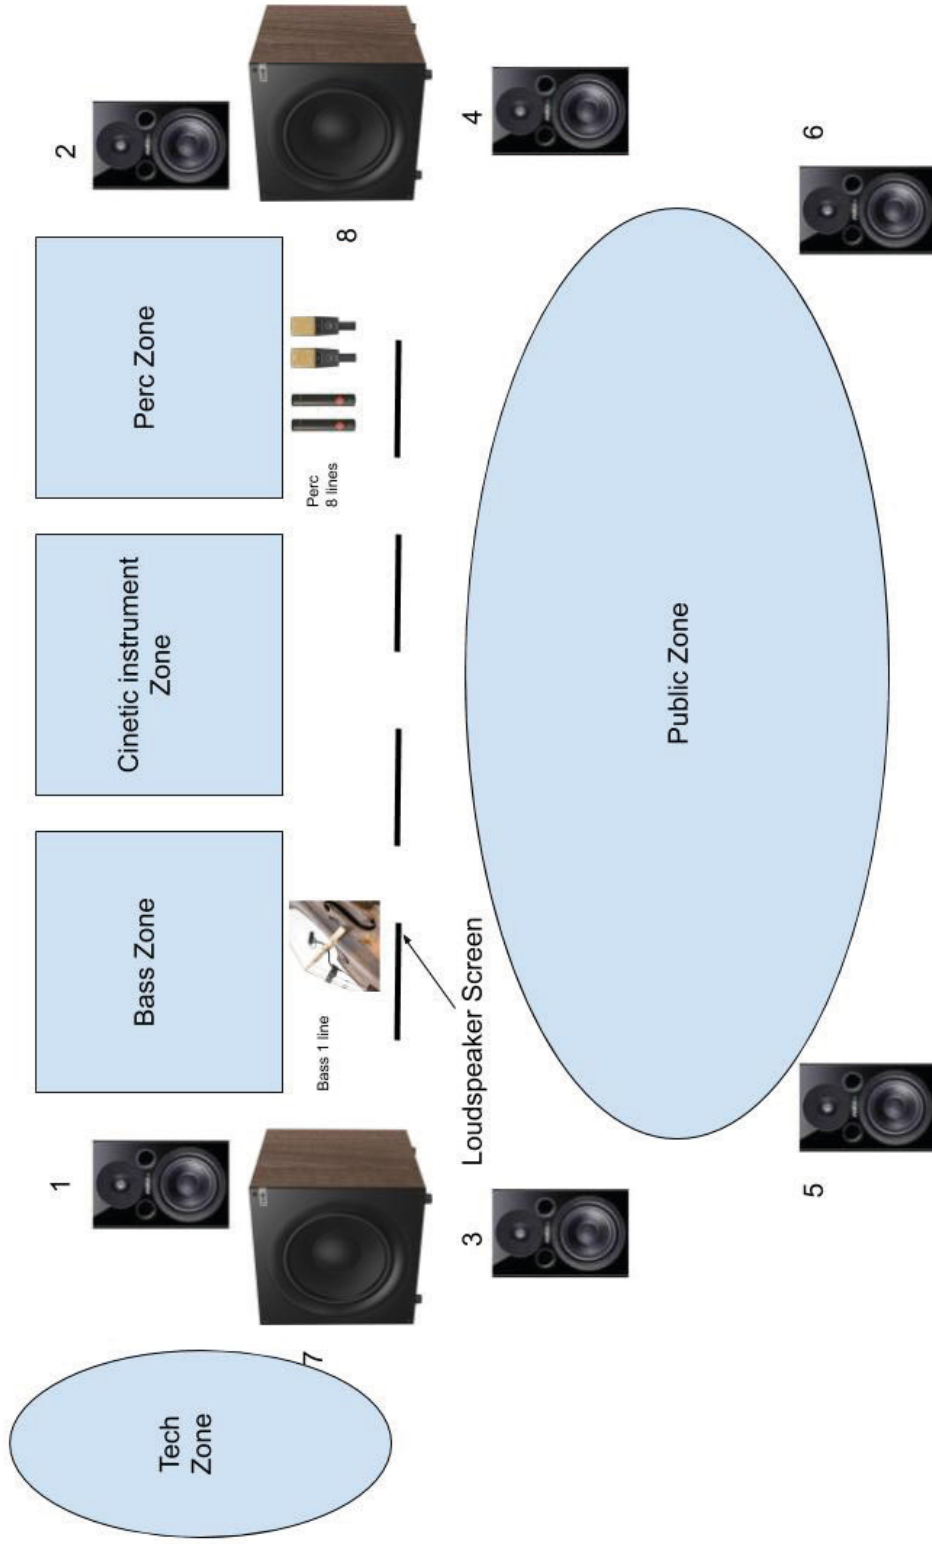 1
2
Tech
Zone
Bass Zone
Cinetic instrument
Zone
Perc Zone
7
Bass 1 line
Perc
8 lines
8
Loudspeaker Screen
3
4
Public Zone
5
6